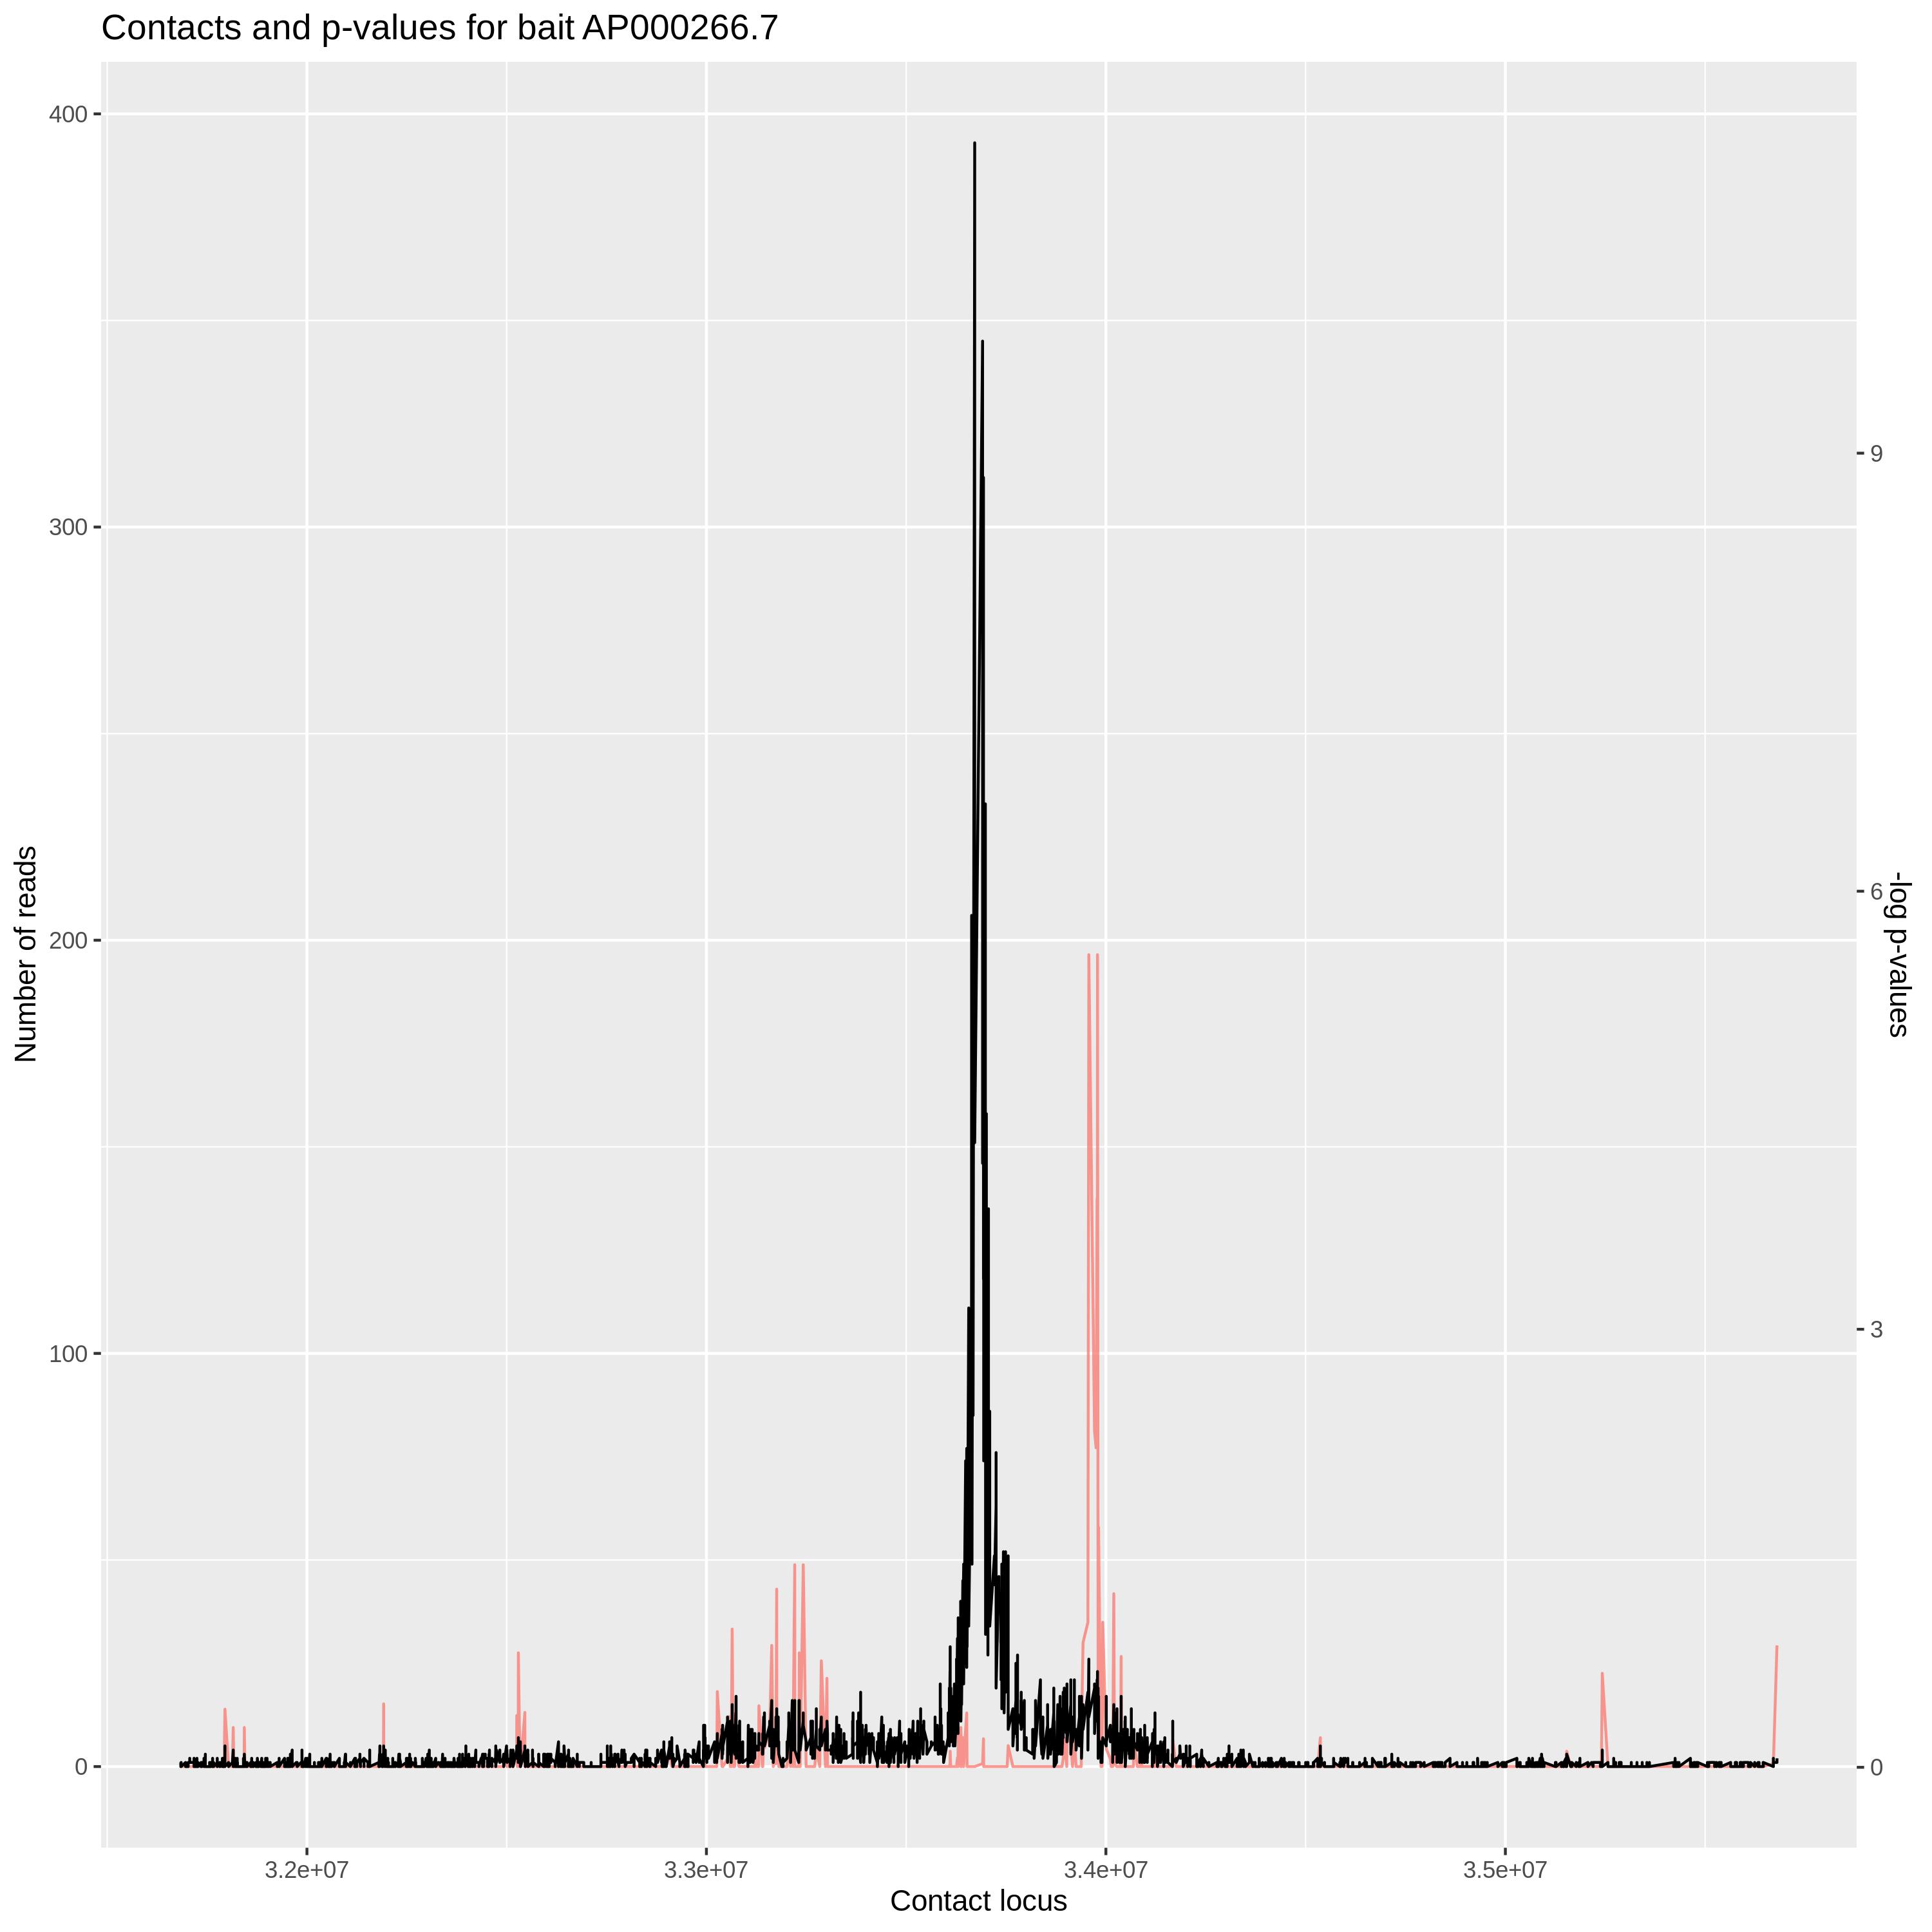 Contacts and p-values for bait AP000266.7
400
300
200
100
0
Number of reads
9
6
3
0
-log p-values
3.2e+07
3.3e+07
3.4e+07
3.5e+07
Contact locus